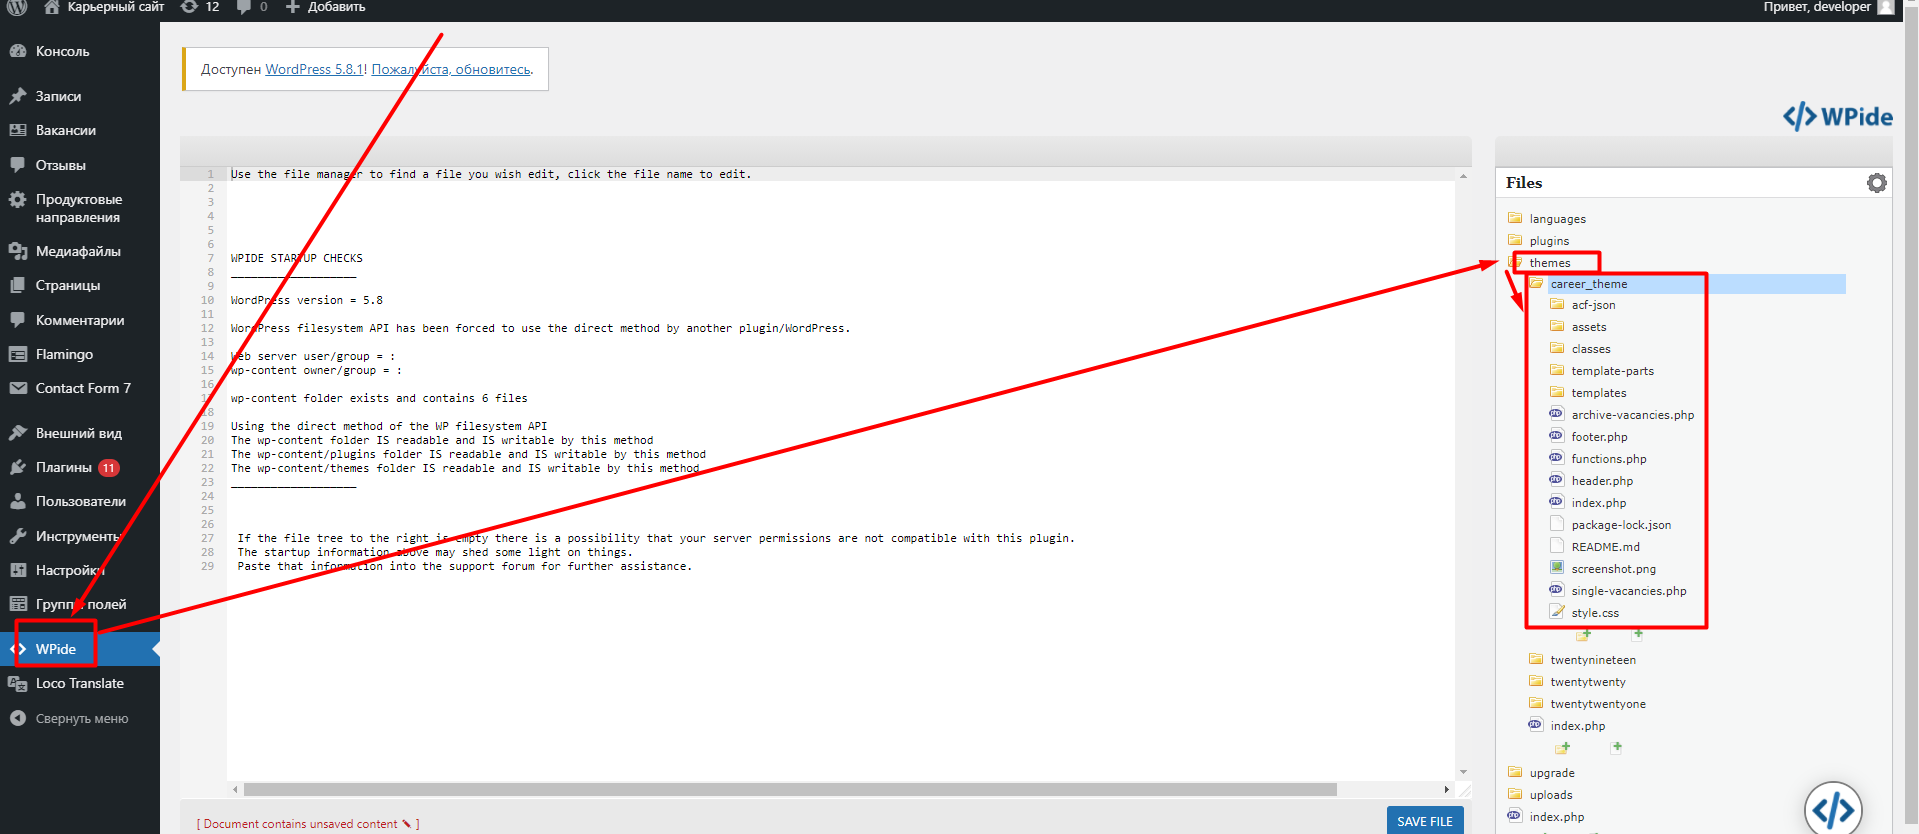 Карьерный сайт 12 0 Добавить
Привет, developer
Консоль
Записи
Вакансии
Отзывы
Продуктовые
направления
Медиафайлы
Страницы
Комментарии
Flamingo
Contact Form 7
Внешний вид
Плагины 11
Пользователи
Инструменты
Настройки
Группы полей
WPide
Loco Translate
Свернуть меню
Доступен WordPress 5.8.1! Пожалуйста, обновитесь.
</> WPide
1 Use the file manager to find a file you wish edit, click the file name to edit.
2
3
4
5
6
7 WPIDE STARTUP CHECKS
8 ___________________
9
10 WordPress version = 5.8
11
12 WordPress filesystem API has been forced to use the direct method by another plugin/WordPress.
13
14 Web server user/group = :
15 wp-content owner/group = :
16
17 wp-content folder exists and contains 6 files
18
19 Using the direct method of the WP filesystem API
20 The wp-content folder IS readable and IS writable by this method
21 The wp-content/plugins folder IS readable and IS writable by this method
22 The wp-content/themes folder IS readable and IS writable by this method
23 ___________________
24
25
26
27 If the file tree to the right is empty there is a possibility that your server permissions are not compatible with this plugin.
28 The startup information above may shed some light on things.
29 Paste that information into the support forum for further assistance.
[ Document contains unsaved content ]
SAVE FILE
Files
languages
plugins
themes
career_theme
acf-json
assets
classes
template-parts
templates
archive-vacancies.php
footer.php
functions.php
header.php
index.php
package-lock.json
README.md
screenshot.png
single-vacancies.php
style.css
twentynineteen
twentytwenty
twentytwentyone
index.php
upgrade
uploads
index.php
</>